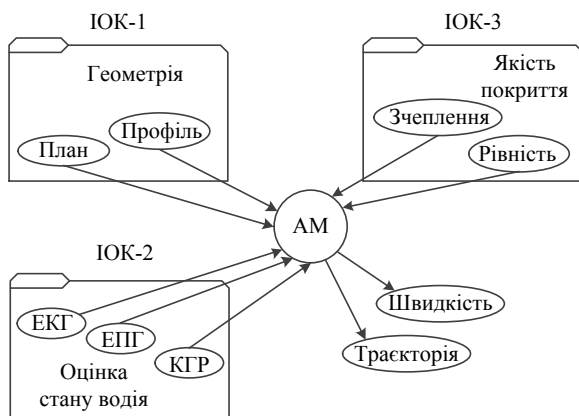 ІОК-1
Геометрія
Профіль
План
ІОК-3
Якість
покриття
Зчеплення
Рівність
АМ
ІОК-2
ЕКГ
ЕПГ
КГР
Оцінка
стану водія
Швидкість
Траєкторія